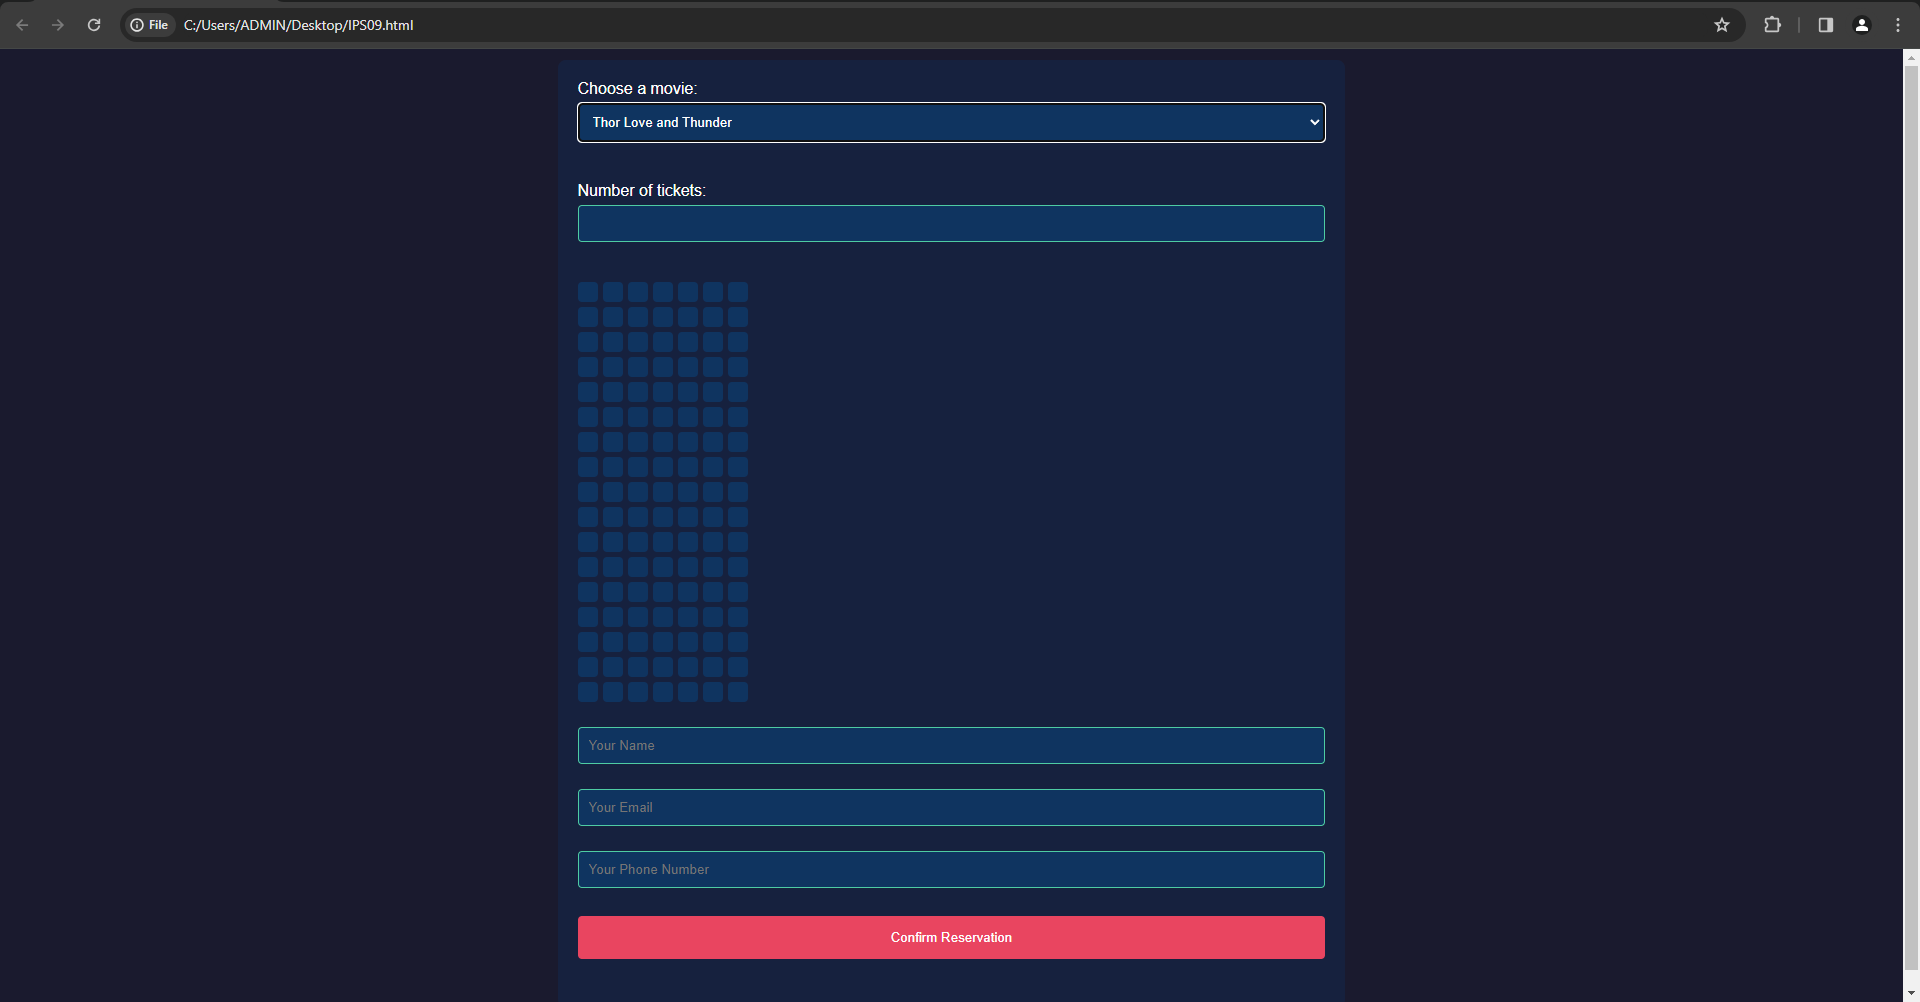 File C:/Users/ADMIN/Desktop/IPS09.html
Choose a movie:
Thor Love and Thunder
Number of tickets:
Your Name
Your Email
Your Phone Number
Confirm Reservation